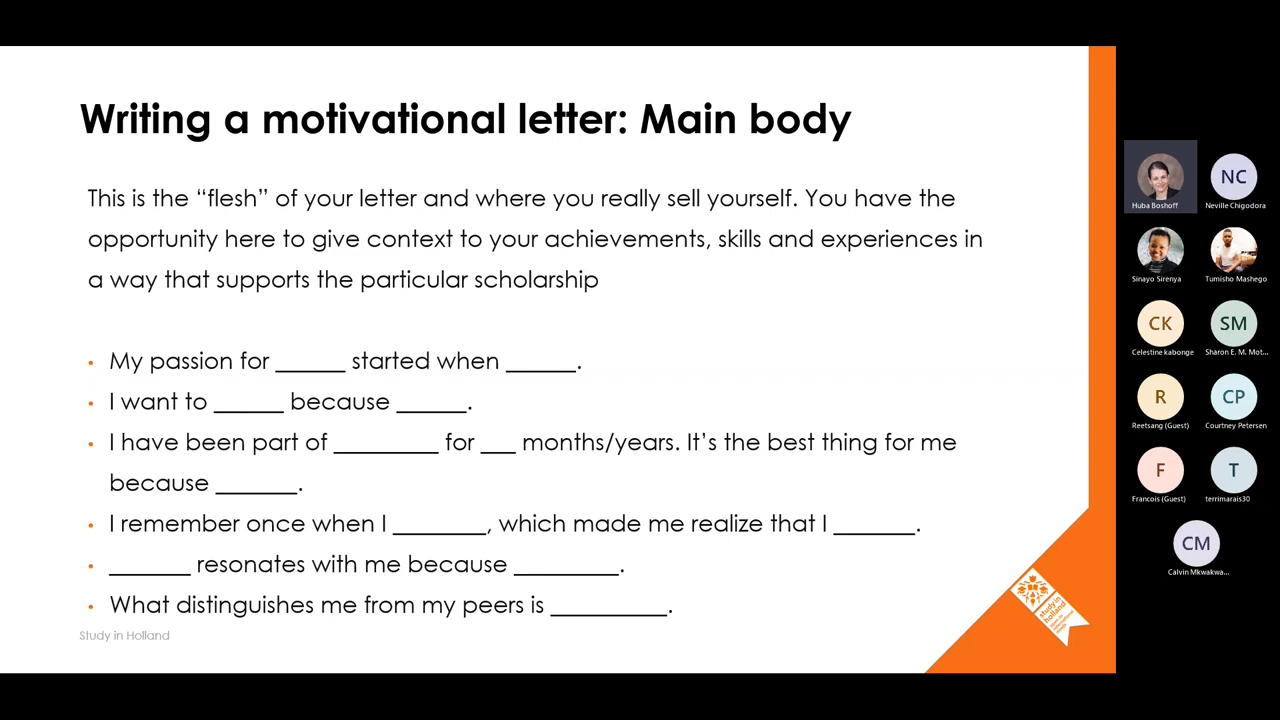 Writing a motivational letter: Main body
This is the “flesh” of your letter and where you really sell yourself. You have the
opportunity here to give context to your achievements, skills and experiences in
a way that supports the particular scholarship
• My passion for ______ started when ______.
• I want to ______ because ______.
• I have been part of _________ for ___ months/years. It’s the best thing for me
because _______.
• I remember once when I ________, which made me realize that I _______.
• _______ resonates with me because _________.
• What distinguishes me from my peers is __________.
Study in Holland
study in
holland
Huba Boshoff
NC
Neville Chigodora
Sinayo Sirenya
Tumisho Mashego
CK
Celestine kabonge
SM
Sharon E. M. Mot...
R
Reetsang (Guest)
CP
Courtney Petersen
F
Francois (Guest)
T
terrimarais30
CM
Calvin Mkwakwa...